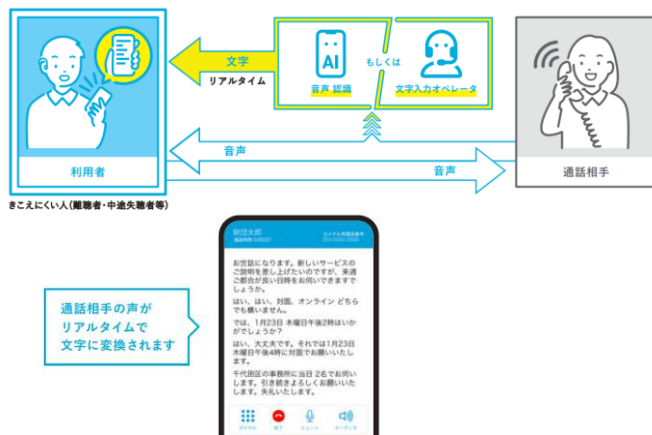 文字
リアルタイム
AI
音声 認識
もしくは
文字入力オペレータ
音声
音声
利用者
通話相手
きこえにくい人(難聴者・中途失聴者等)
通話相手の声が
リアルタイムで
文字に変換されます
財団太郎
お世話になります。新しいサービスの
ご説明を差し上げたいのですが、来週
ご都合が良い日時をお伺いできますで
しょうか。
はい、はい、対面、オンライン どちら
でも構いません。
では、1月23日 木曜日午後2時はいか
がでしょうか?
はい、大丈夫です。それでは1月23日
木曜日午後4時に対面でお願いいたし
ます。
千代田区の事務所に当日 2名でお伺い
します。引き続きよろしくお願いいた
します。失礼いたします。
終了
ミュート